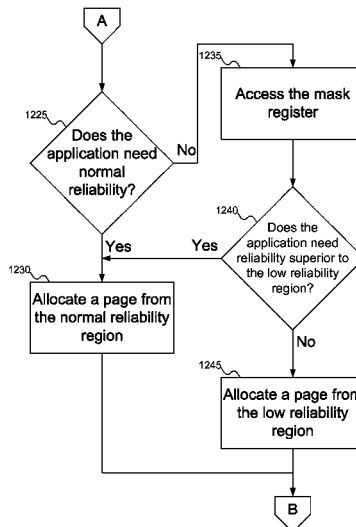 A
1225
Does the
application need
normal
reliability?
No
Yes
1235
Access the mask
register
1240
Does the
application need
reliability superior
to the low reliability
region?
Yes
No
1230
Allocate a page from
the normal reliability
region
1245
Allocate a page from
the low reliability
region
B